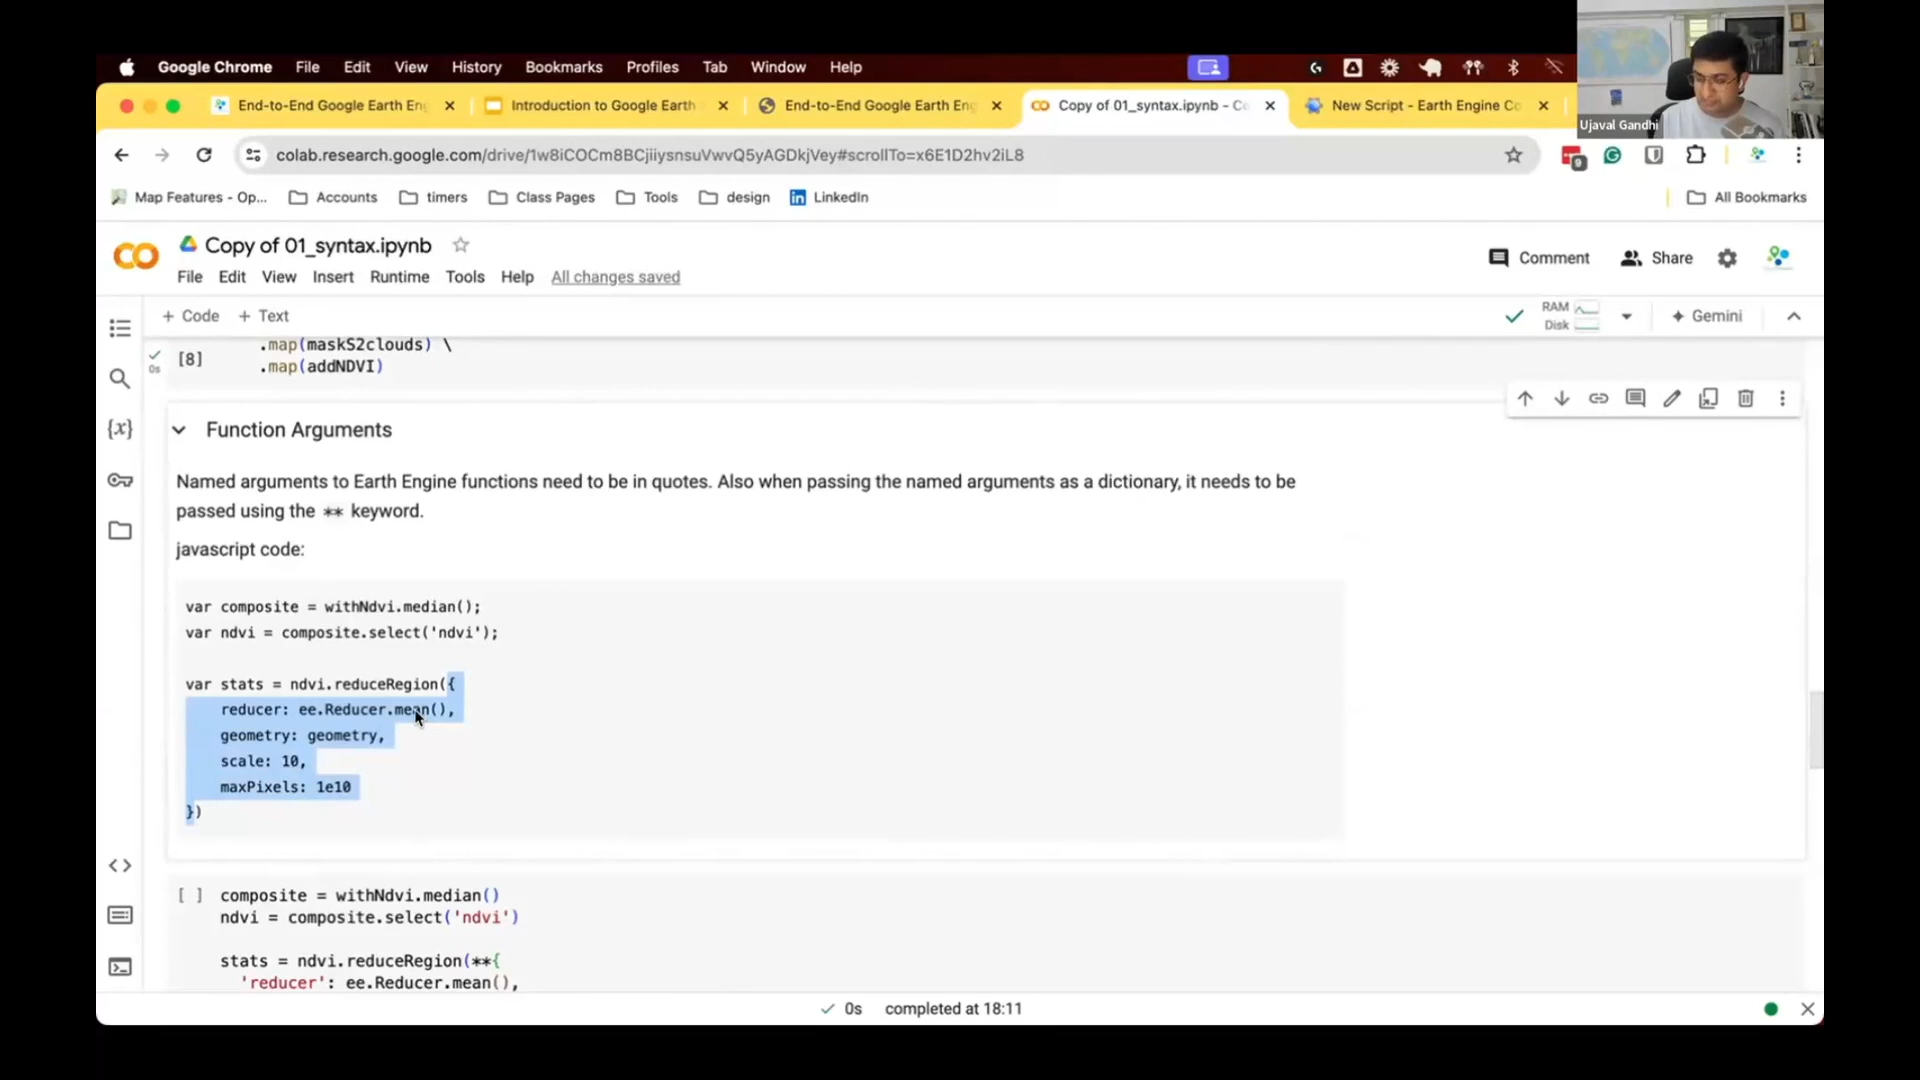 Google Chrome File Edit View History Bookmarks Profiles Tab Window Help
End-to-End Google Earth Eng
Introduction to Google Earth
End-to-End Google Earth Eng
Copy of 01_syntax.ipynb - Co
New Script - Earth Engine Co
Ujaval Gandhi
colab.research.google.com/drive/1w8iCOCm8BCjiiysnsuVwvQ5yAGDkjVey#scrollTo=x6E1D2hv2iL8
Map Features - Op... Accounts timers Class Pages Tools design LinkedIn All Bookmarks
Copy of 01_syntax.ipynb
Comment Share
File Edit View Insert Runtime Tools Help All changes saved
+ Code + Text
RAM
Disk
Gemini
.map(maskS2clouds) \
0s [8]
.map(addNDVI)
Function Arguments
Named arguments to Earth Engine functions need to be in quotes. Also when passing the named arguments as a dictionary, it needs to be
passed using the ** keyword.
javascript code:
var composite = withNdvi.median();
var ndvi = composite.select('ndvi');
var stats = ndvi.reduceRegion({
reducer: ee.Reducer.mean(),
geometry: geometry,
scale: 10,
maxPixels: 1e10
})
[ ] composite = withNdvi.median()
ndvi = composite.select('ndvi')
stats = ndvi.reduceRegion(**{
'reducer': ee.Reducer.mean(),
0s completed at 18:11